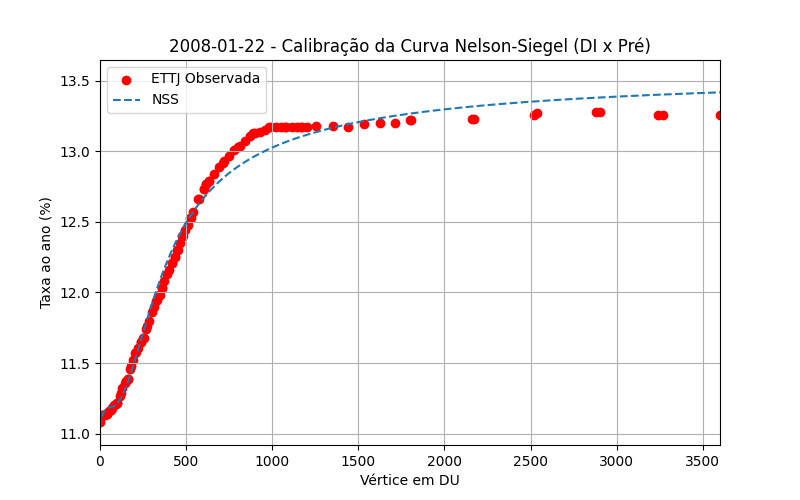 2008-01-22 - Calibração da Curva Nelson-Siegel (DI x Pré)
ETTJ Observada
NSS
Taxa ao ano (%)
13.5
13.0
12.5
12.0
11.5
11.0
0 500 1000 1500 2000 2500 3000 3500
Vértice em DU